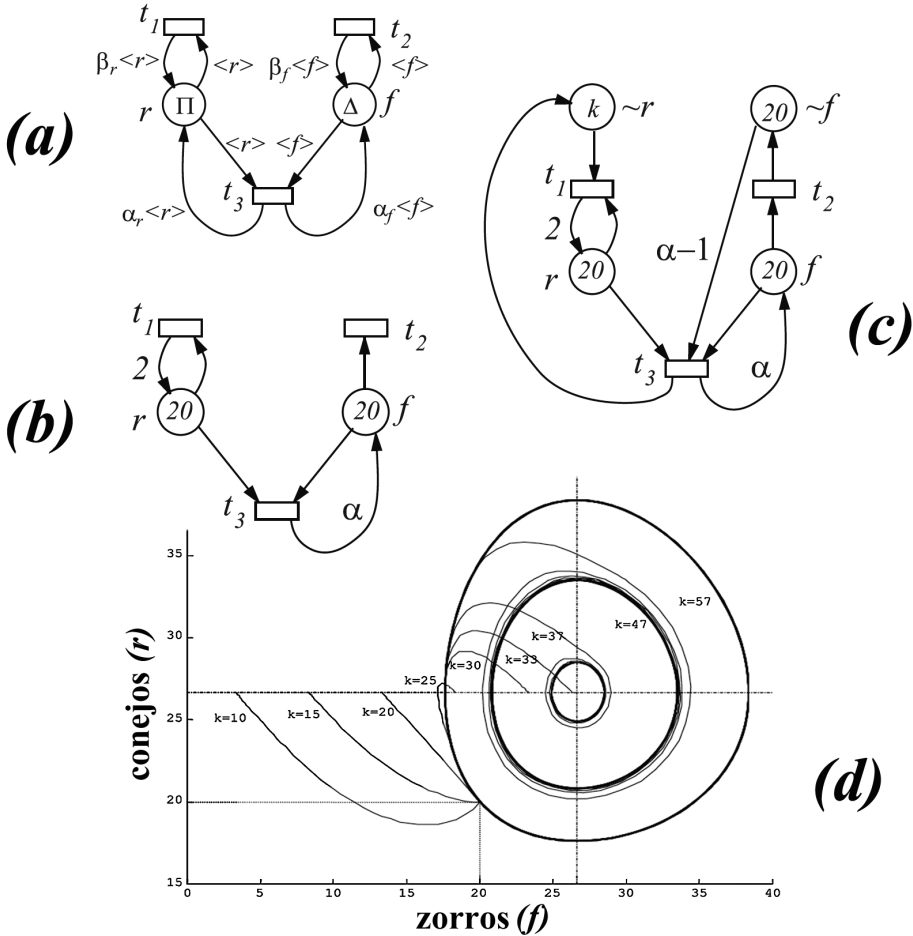 (a)
t1
t2
βr<r>
<r>
βf<f>
<f>
r
Π
Δ
f
<r>
<f>
t3
αr<r>
αf<f>
(b)
t1
t2
2
r
20
20
f
t3
α
(c)
k
~r
20
~f
t1
t2
2
α−1
r
20
20
f
t3
α
(d)
conejos (r)
35
30
25
20
15
k=57
k=47
k=37
k=33
k=30
k=25
k=20
k=15
k=10
0
5
10
15
20
25
30
35
40
zorros (f)